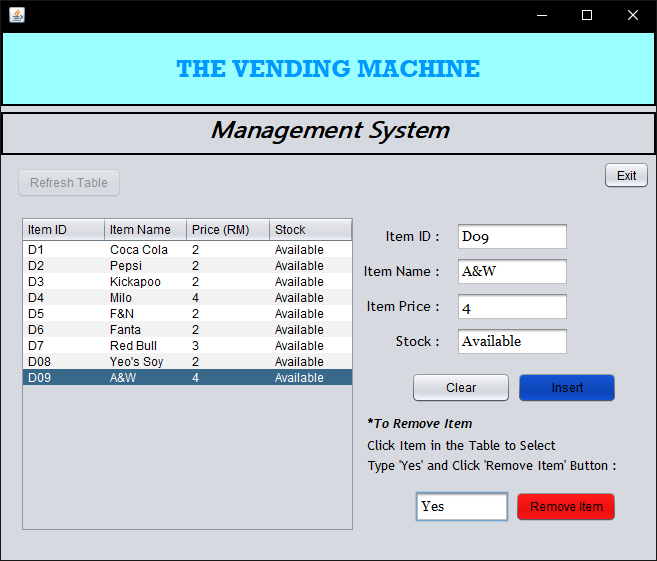 THE VENDING MACHINE
Management System
Refresh Table
Exit
Item ID Item Name Price (RM) Stock
D1 Coca Cola 2 Available
D2 Pepsi 2 Available
D3 Kickapoo 2 Available
D4 Milo 4 Available
D5 F&N 2 Available
D6 Fanta 2 Available
D7 Red Bull 3 Available
D08 Yeo's Soy 2 Available
D09 A&W 4 Available
Item ID : D09
Item Name : A&W
Item Price : 4
Stock : Available
Clear Insert
*To Remove Item
Click Item in the Table to Select
Type 'Yes' and Click 'Remove Item' Button :
Yes Remove Item